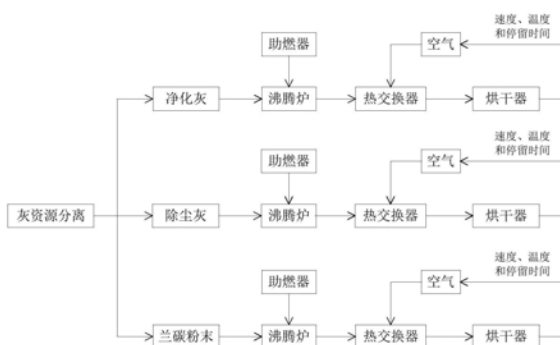 速度、温度
和停留时间
助燃器
空气
净化灰
沸腾炉
热交换器
烘干器
速度、温度
和停留时间
助燃器
空气
灰资源分离
除尘灰
沸腾炉
热交换器
烘干器
速度、温度
和停留时间
助燃器
空气
兰碳粉末
沸腾炉
热交换器
烘干器